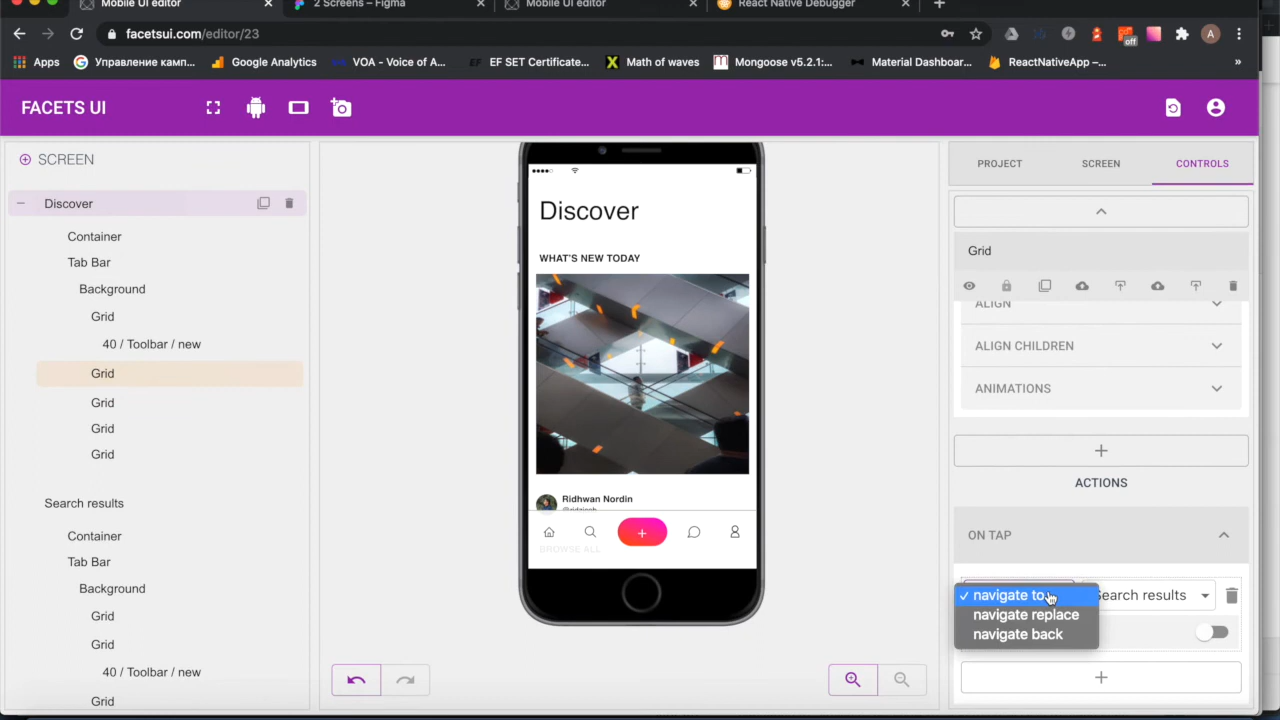 Mobile UI editor
2 Screens – Figma
Mobile UI editor
React Native Debugger
facetsui.com/editor/23
off
A
Apps
Управление камп...
Google Analytics
VOA - Voice of A...
EF SET Certificate...
Math of waves
Mongoose v5.2.1:...
Material Dashboar...
ReactNativeApp –...
»
FACETS UI
SCREEN
Discover
Container
Tab Bar
Background
Grid
40 / Toolbar / new
Grid
Grid
Grid
Grid
Search results
Container
Tab Bar
Background
Grid
Grid
40 / Toolbar / new
Grid
Discover
WHAT'S NEW TODAY
Ridhwan Nordin
BROWSE ALL
PROJECT
SCREEN
CONTROLS
Grid
ALIGN
ALIGN CHILDREN
ANIMATIONS
ACTIONS
ON TAP
navigate to
Search results
navigate replace
navigate back